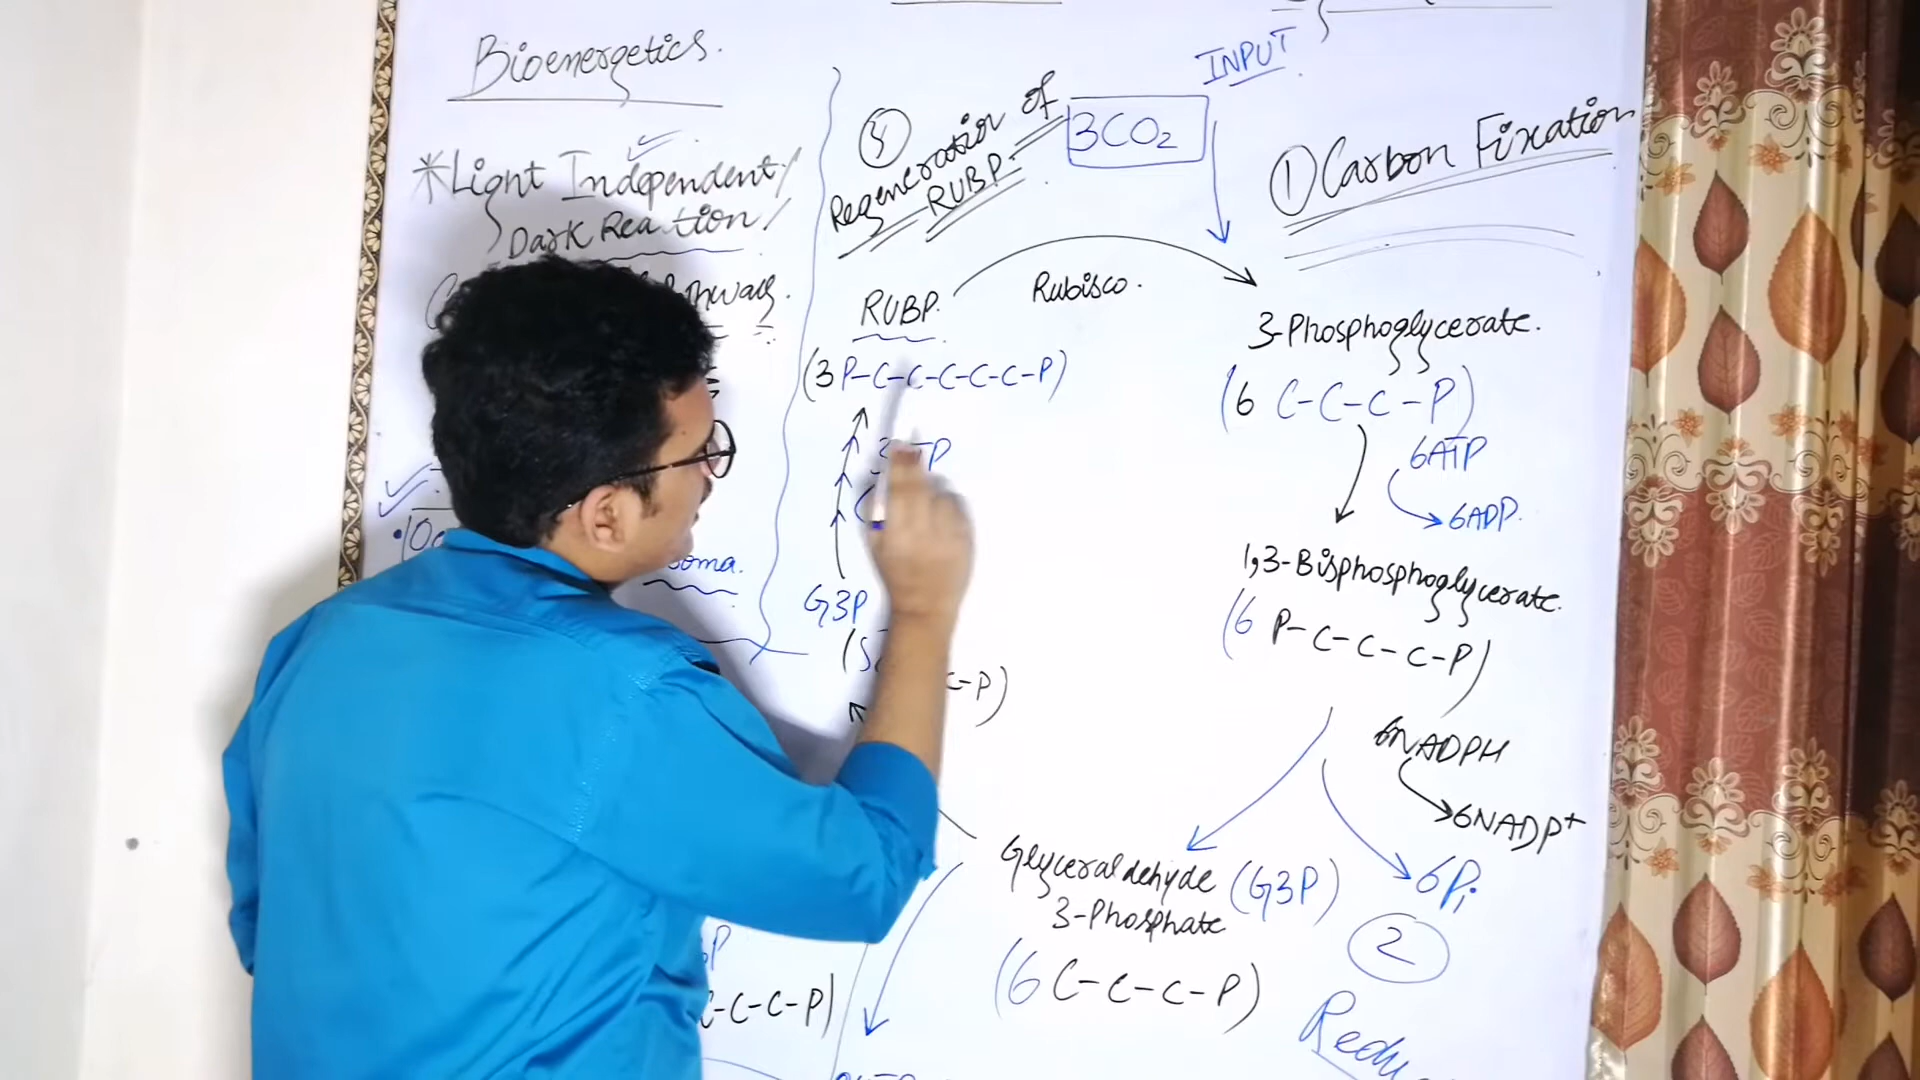 Bioenergetics.
*Light Independent/
Dark Reaction/
INPUT
3CO2
3
Regeneration of
RUBP.
① Carbon Fixation
RUBP.
Rubisco.
(3 P-C-C-C-C-C-P)
G3P
C-P)
3-Phosphoglycerate.
(6 C-C-C-P)
6ATP
6ADP.
1,3-Bisphosphoglycerate.
(6 P-C-C-C-P)
6NADPH
6NADP+
6Pi
Glyceraldehyde (G3P)
3-Phosphate
(6 C-C-C-P)
2
C-C-C-P)